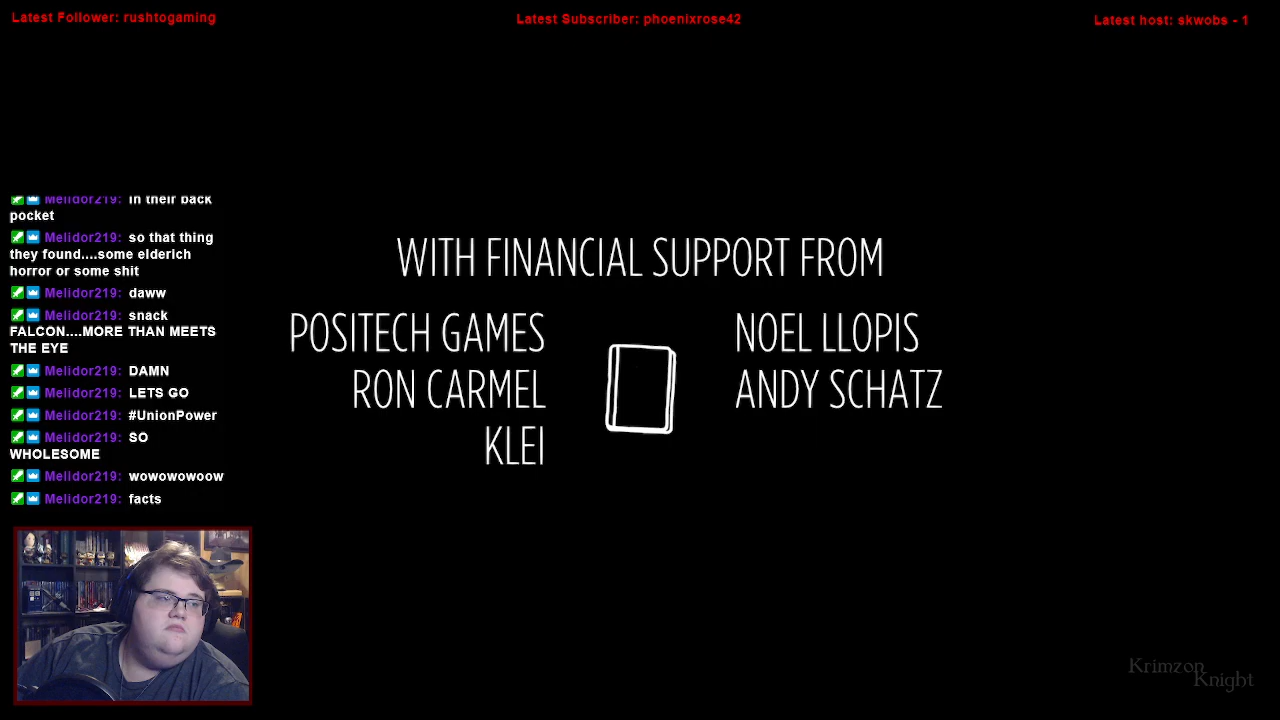 Latest Follower: rushtogaming
Latest Subscriber: phoenixrose42
Latest host: skwobs - 1
Melidor219: in their back
pocket
Melidor219: so that thing
they found....some elderich
horror or some shit
Melidor219: daww
Melidor219: snack
FALCON....MORE THAN MEETS
THE EYE
Melidor219: DAMN
Melidor219: LETS GO
Melidor219: #UnionPower
Melidor219: SO
WHOLESOME
Melidor219: wowowowoow
Melidor219: facts
WITH FINANCIAL SUPPORT FROM
POSITECH GAMES
RON CARMEL
KLEI
NOEL LLOPIS
ANDY SCHATZ
Krimzon
Knight